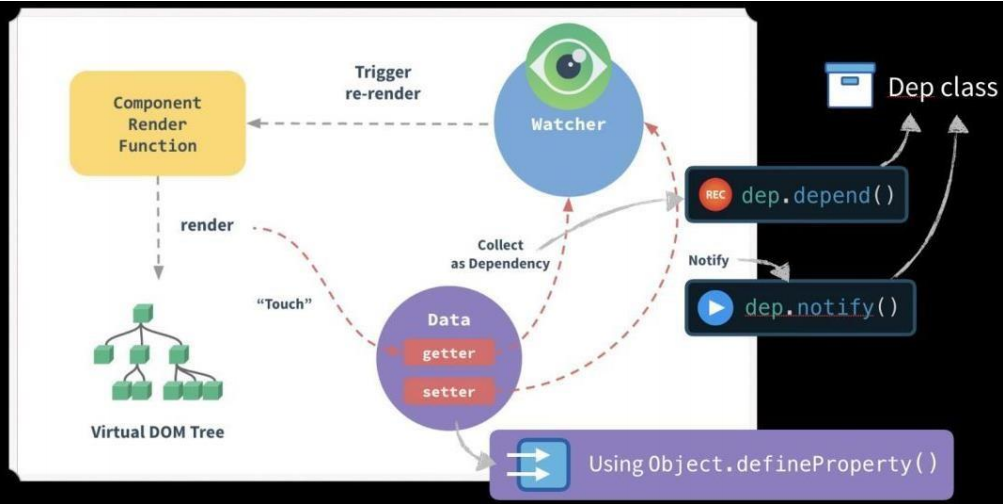 Trigger
re-render
Component
Render
Function
Watcher
Dep class
REC dep.depend()
render
Collect
as Dependency
Notify
"Touch"
dep.notify()
Data
getter
setter
Virtual DOM Tree
Using Object.defineProperty()